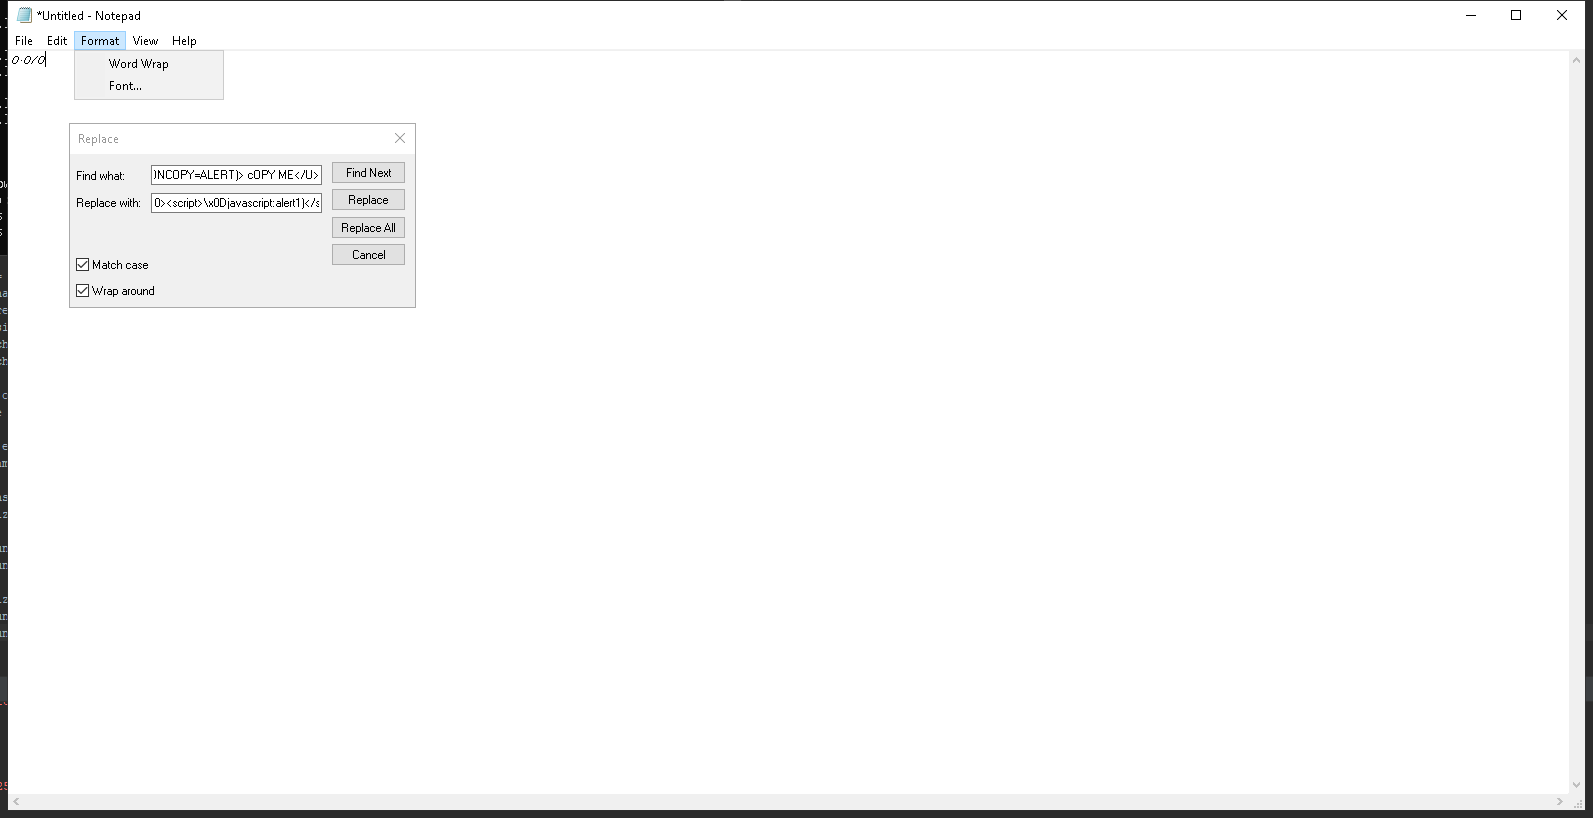 *Untitled - Notepad
File Edit Format View Help
0-0/0
Word Wrap
Font...
Replace
Find what: )NCOPY=ALERT)> cOPY ME</U> Find Next
Replace with: 0><script>\x0Djavascript:alert1)</s Replace
Replace All
Cancel
Match case
Wrap around